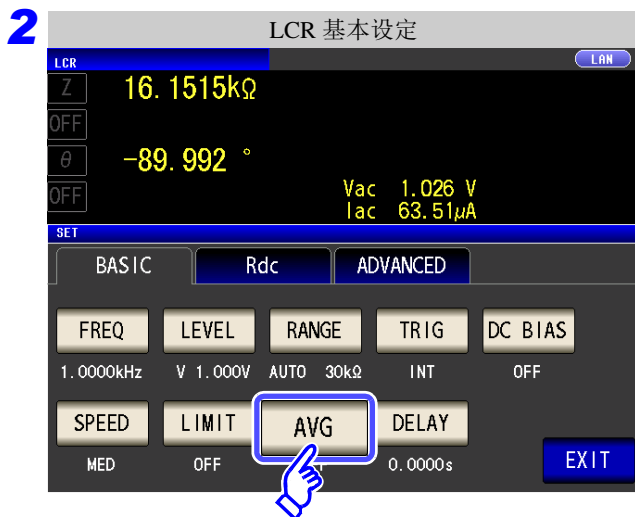 2
LCR 基本设定
LCR
LAN
Z 16.1515kΩ
OFF
θ -89.992 °
OFF
Vac 1.026 V
Iac 63.51μA
SET
BASIC Rdc ADVANCED
FREQ LEVEL RANGE TRIG DC BIAS
1.0000kHz V 1.000V AUTO 30kΩ INT OFF
SPEED LIMIT AVG DELAY
MED OFF 0.0000s
EXIT